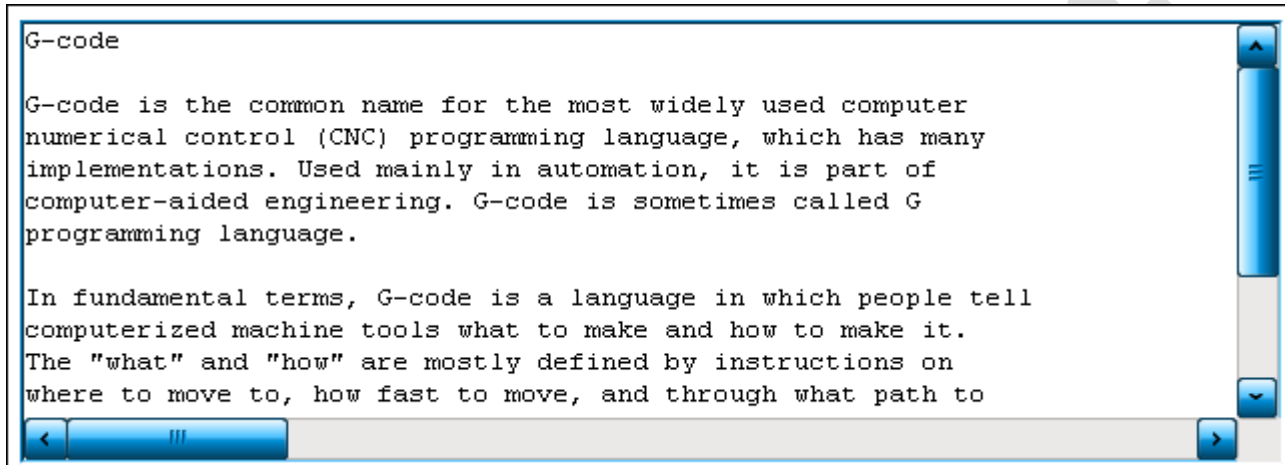 G-code
G-code is the common name for the most widely used computer
numerical control (CNC) programming language, which has many
implementations. Used mainly in automation, it is part of
computer-aided engineering. G-code is sometimes called G
programming language.
In fundamental terms, G-code is a language in which people tell
computerized machine tools what to make and how to make it.
The "what" and "how" are mostly defined by instructions on
where to move to, how fast to move, and through what path to